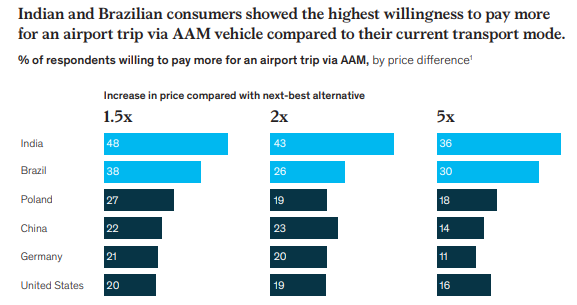 Indian and Brazilian consumers showed the highest willingness to pay more
for an airport trip via AAM vehicle compared to their current transport mode.
% of respondents willing to pay more for an airport trip via AAM, by price difference¹
Increase in price compared with next-best alternative
1.5x 2x 5x
India 48 43 36
Brazil 38 26 30
Poland 27 19 18
China 22 23 14
Germany 21 20 11
United States 20 19 16